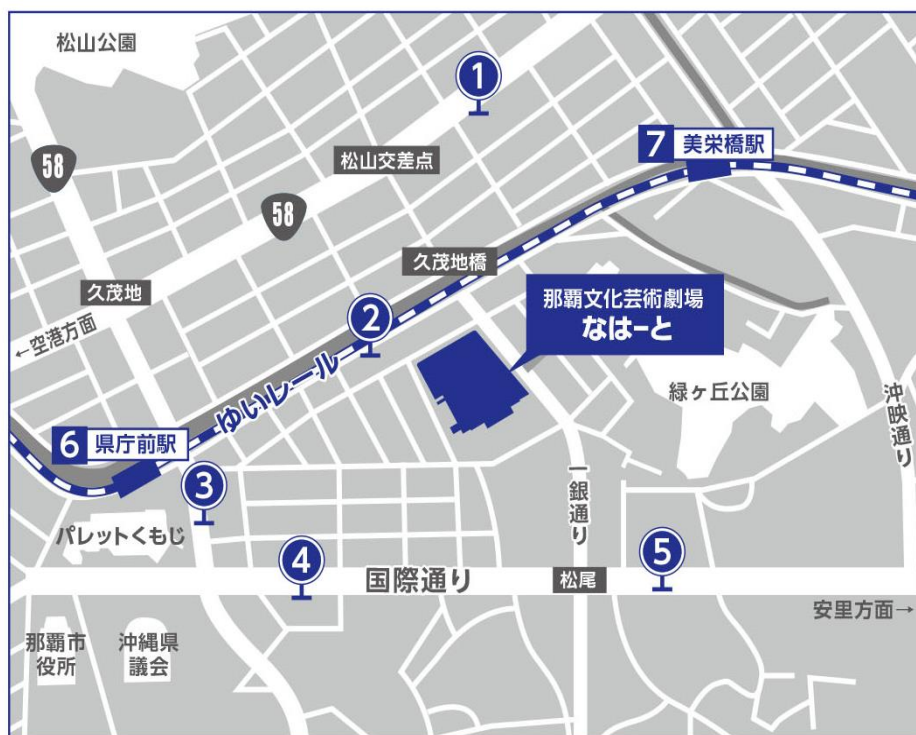 松山公園
1
7 美栄橋駅
松山交差点
58
58
久茂地橋
久茂地
那覇文化芸術劇場
なはーと
2
←空港方面
ゆいレール
緑ヶ丘公園
沖映通り
6 県庁前駅
3
一銀通り
パレットくもじ
4
国際通り
松尾
5
安里方面→
那覇市
役所
沖縄県
議会